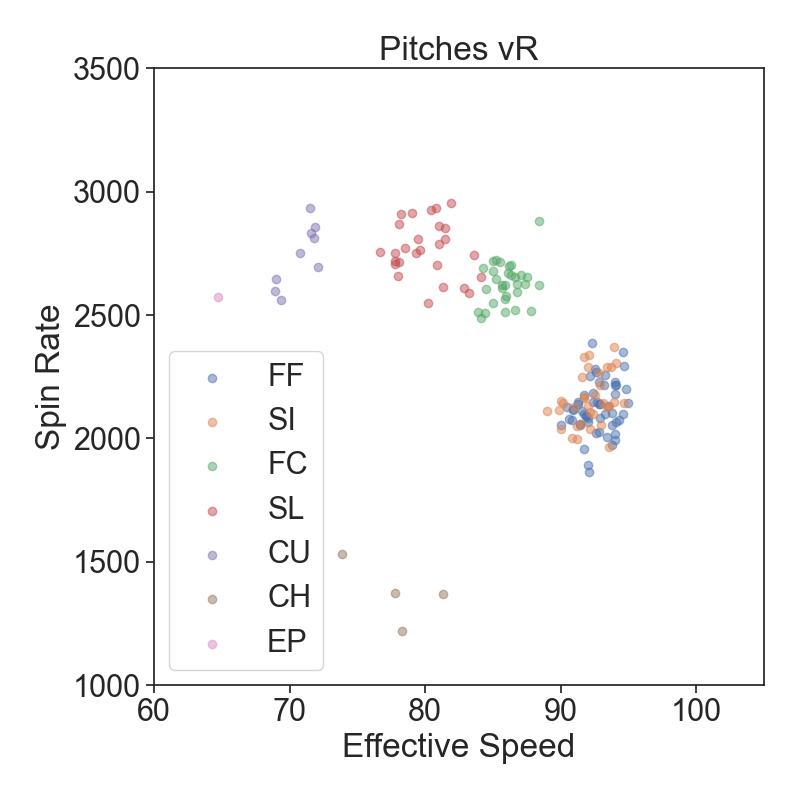 Pitches vR
3500
3000
2500
2000
1500
1000
Spin Rate
FF
SI
FC
SL
CU
CH
EP
60 70 80 90 100
Effective Speed